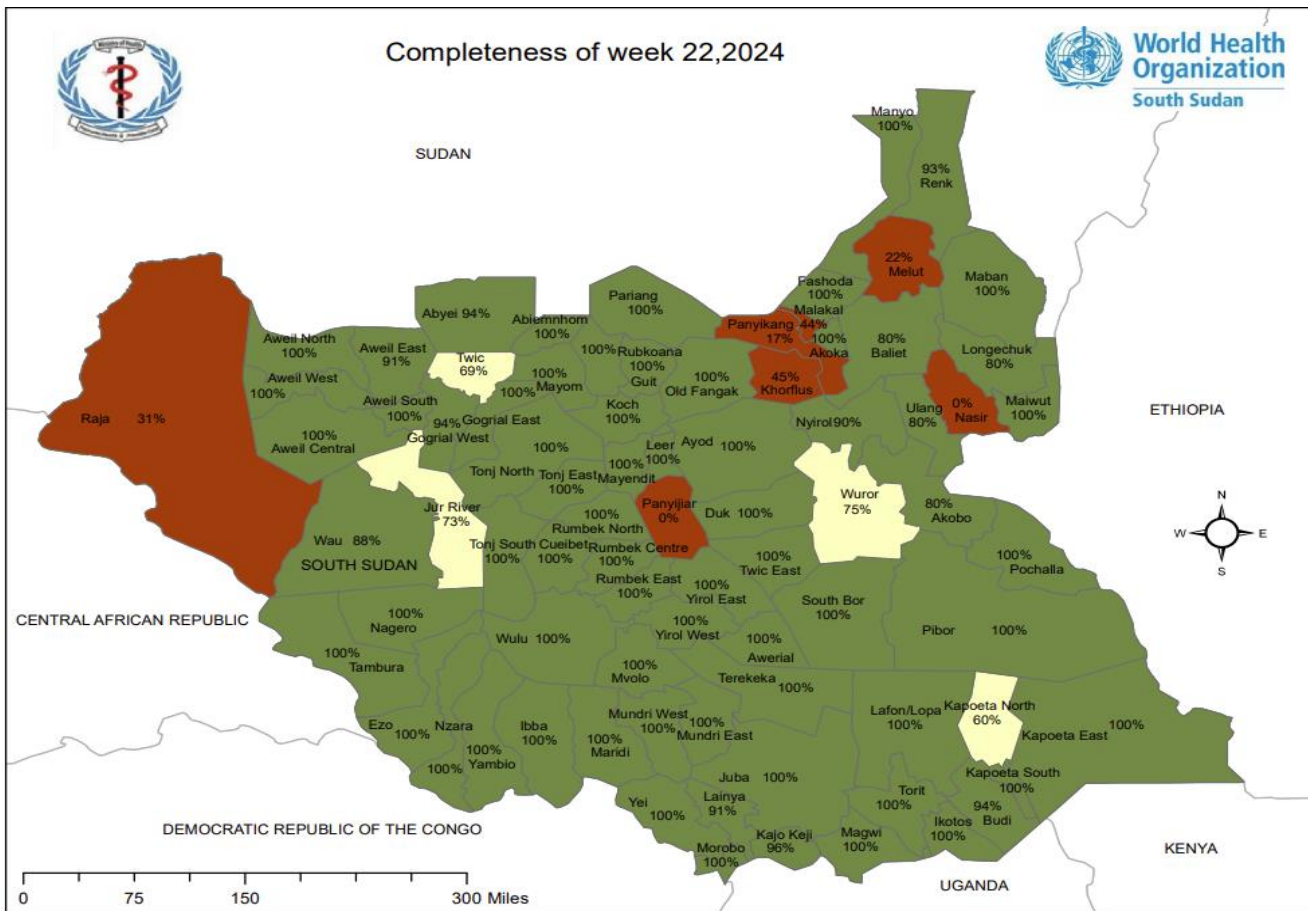 Completeness of week 22,2024
Ministry of Health
World Health
Organization
South Sudan
SUDAN
Manyo
100%
93%
Renk
22%
Melut
Maban
100%
Fashoda
100%
Malakal
44%
Panyikang
17%
100%
Akoka
80%
Baliet
Longechuk
80%
Maiwut
100%
ETHIOPIA
Pariang
100%
Abyei 94%
Abiemnhom
100%
Aweil North
100%
Aweil East
91%
Twic
69%
100%
Rubkoana
100%
Guit
100%
Mayom
100%
100%
Old Fangak
45%
Khorflus
Aweil West
100%
Aweil South
100%
94%
Gogrial West
Gogrial East
100%
Koch
100%
Nyirol 90%
Ulang
80%
0%
Nasir
Raja 31%
100%
Aweil Central
Leer
100%
Ayod
100%
100%
Mayendit
100%
Tonj North
Tonj East
100%
Panyijiar
0%
Duk 100%
Wuror
75%
80%
Akobo
Jur River
73%
100%
Rumbek North
Wau 88%
SOUTH SUDAN
Tonj South
100%
Cueibet
100%
Rumbek Centre
100%
Rumbek East
100%
100%
Twic East
100%
Pochalla
100%
Yirol East
N
W
E
S
CENTRAL AFRICAN REPUBLIC
100%
Nagero
Wulu 100%
100%
Yirol West
100%
Awerial
South Bor
100%
Pibor 100%
100%
Tambura
100%
Mvolo
Terekeka
100%
Ezo
100%
Nzara
100%
100%
Yambio
Ibba
100%
100%
Maridi
Mundri West
100%
100%
Mundri East
Lafon/Lopa
100%
Kapoeta North
60%
100%
Kapoeta East
Juba 100%
Kapoeta South
100%
Lainya
91%
Yei
100%
Torit
100%
94%
Budi
Ikotos
100%
Magwi
100%
Kajo Keji
96%
Morobo
100%
DEMOCRATIC REPUBLIC OF THE CONGO
KENYA
UGANDA
0 75 150 300 Miles